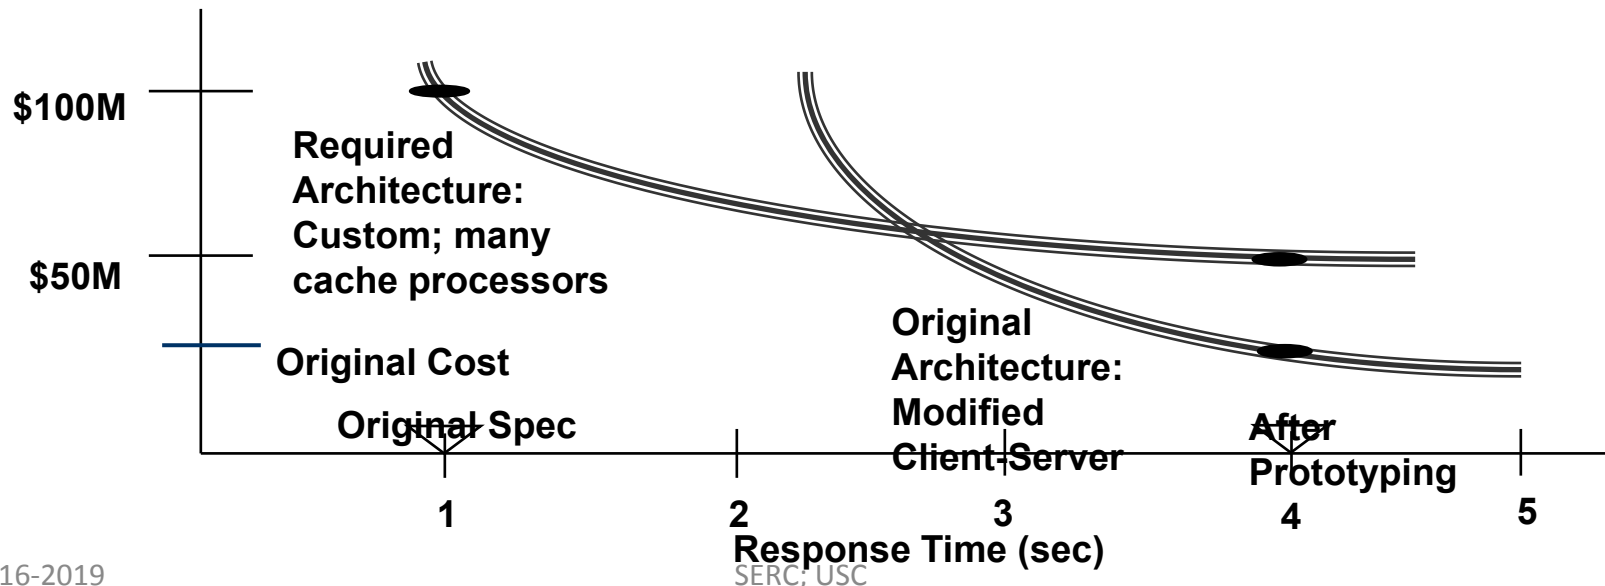 $100M
Required
Architecture:
Custom; many
cache processors
$50M
Original Cost
Original Spec
Original
Architecture:
Modified
Client-Server
After
Prototyping
1
2
3
4
5
Response Time (sec)
16-2019
SERC; USC